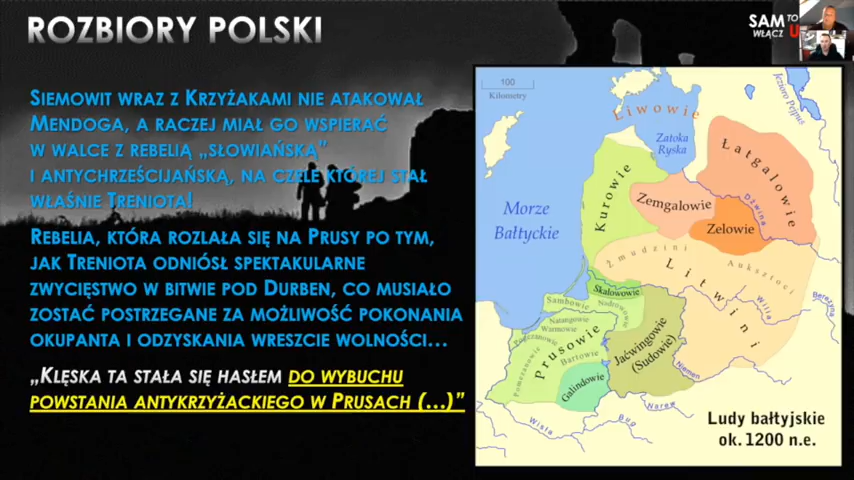 ROZBIORY POLSKI
SAM TO
WŁĄCZ U
SIEMOWIT WRAZ Z KRZYŻAKAMI NIE ATAKOWAŁ
MENDOGA, A RACZEJ MIAŁ GO WSPIERAĆ
W WALCE Z REBELIĄ „SŁOWIAŃSKĄ”
I ANTYCHRZEŚCIJAŃSKĄ, NA CZELE KTÓREJ STAŁ
WŁAŚNIE TRENIOTA!
REBELIA, KTÓRA ROZLAŁA SIĘ NA PRUSY PO TYM,
JAK TRENIOTA ODNIÓSŁ SPEKTAKULARNE
ZWYCIĘSTWO W BITWIE POD DURBEN, CO MUSIAŁO
ZOSTAĆ POSTRZEGANE ZA MOŻLIWOŚĆ POKONANIA
OKUPANTA I ODZYSKANIA WRESZCIE WOLNOŚCI...
„KLĘSKA TA STAŁA SIĘ HASŁEM DO WYBUCHU
POWSTANIA ANTYKRZYŻACKIEGO W PRUSACH (...)”
100
Kilometry
Liwowie
Jezioro Pejpus
Zatoka
Ryska
Łatgalowie
Kurowie
Zemgalowie
Dźwina
Morze
Bałtyckie
Zelowie
Żmudzini
Auksztoci
Litwini
Skalowowie
Sambowie
Nadrowowie
Berezyna
Wilia
Natangowie
Warmowie
Pomezanowie
Prusowie
Bartowie
Jaćwingowie
(Sudowie)
Galindowie
Niemen
Narew
Bug
Wisła
Ludy bałtyjskie
ok. 1200 n.e.